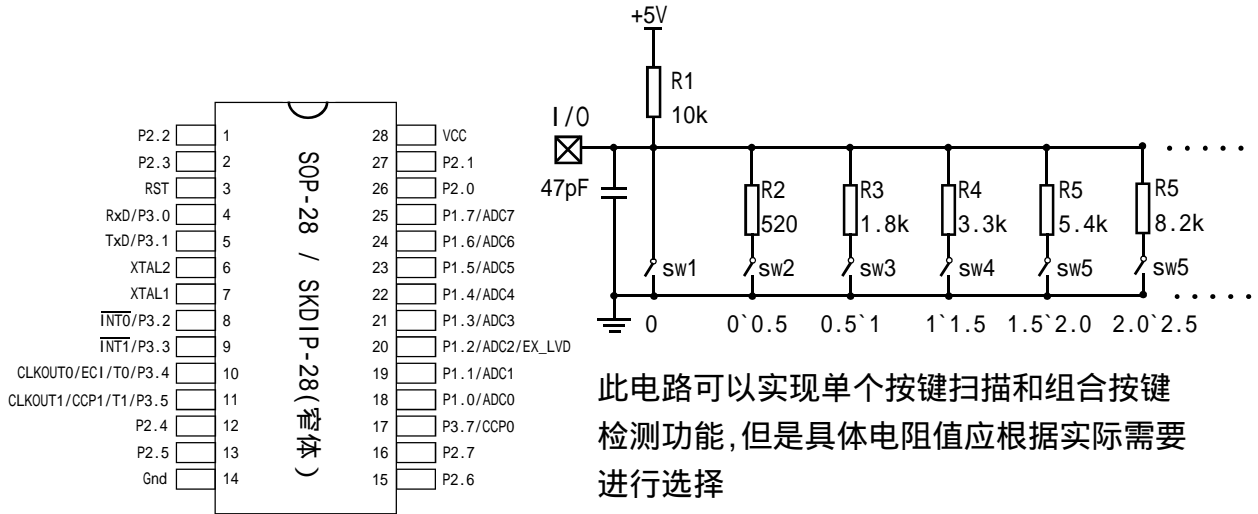 P2.2 1
P2.3 2
RST 3
RxD/P3.0 4
TxD/P3.1 5
XTAL2 6
XTAL1 7
INT0/P3.2 8
INT1/P3.3 9
CLKOUT0/ECI/T0/P3.4 10
CLKOUT1/CCP1/T1/P3.5 11
P2.4 12
P2.5 13
Gnd 14
SOP-28 / SKDIP-28(窄体)
28 VCC
27 P2.1
26 P2.0
25 P1.7/ADC7
24 P1.6/ADC6
23 P1.5/ADC5
22 P1.4/ADC4
21 P1.3/ADC3
20 P1.2/ADC2/EX_LVD
19 P1.1/ADC1
18 P1.0/ADC0
17 P3.7/CCP0
16 P2.7
15 P2.6
+5V
R1
10k
I/O
47pF
R2
520
R3
1.8k
R4
3.3k
R5
5.4k
R5
8.2k
sw1 sw2 sw3 sw4 sw5 sw5
0 0`0.5 0.5`1 1`1.5 1.5`2.0 2.0`2.5
此电路可以实现单个按键扫描和组合按键
检测功能,但是具体电阻值应根据实际需要
进行选择